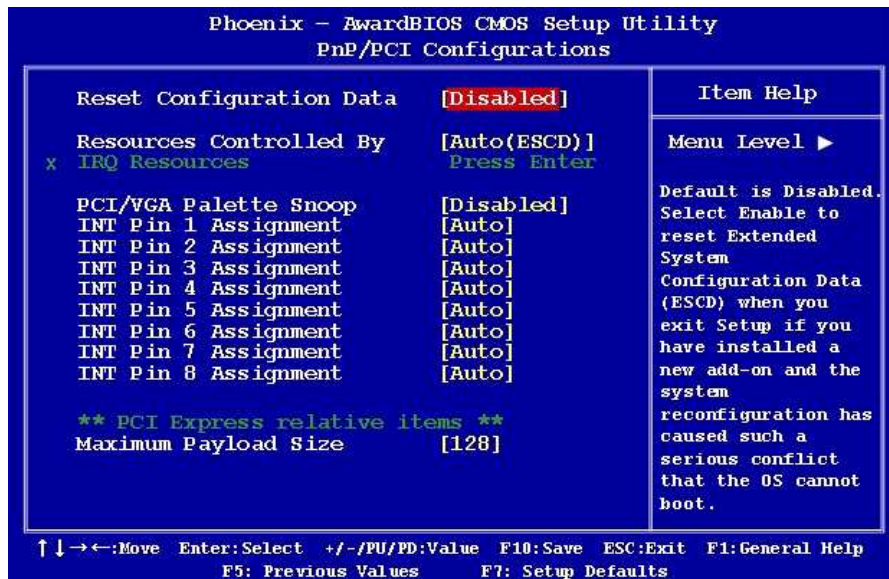 Phoenix – AwardBIOS CMOS Setup Utility
PnP/PCI Configurations
Reset Configuration Data [Disabled]
Resources Controlled By [Auto(ESCD)]
x IRQ Resources Press Enter
PCI/VGA Palette Snoop [Disabled]
INT Pin 1 Assignment [Auto]
INT Pin 2 Assignment [Auto]
INT Pin 3 Assignment [Auto]
INT Pin 4 Assignment [Auto]
INT Pin 5 Assignment [Auto]
INT Pin 6 Assignment [Auto]
INT Pin 7 Assignment [Auto]
INT Pin 8 Assignment [Auto]
** PCI Express relative items **
Maximum Payload Size [128]
Item Help
Menu Level ▶
Default is Disabled.
Select Enable to
reset Extended
System
Configuration Data
(ESCD) when you
exit Setup if you
have installed a
new add-on and the
system
reconfiguration has
caused such a
serious conflict
that the OS cannot
boot.
↑↓→←:Move Enter:Select +/-/PU/PD:Value F10:Save ESC:Exit F1:General Help
F5: Previous Values F7: Setup Defaults